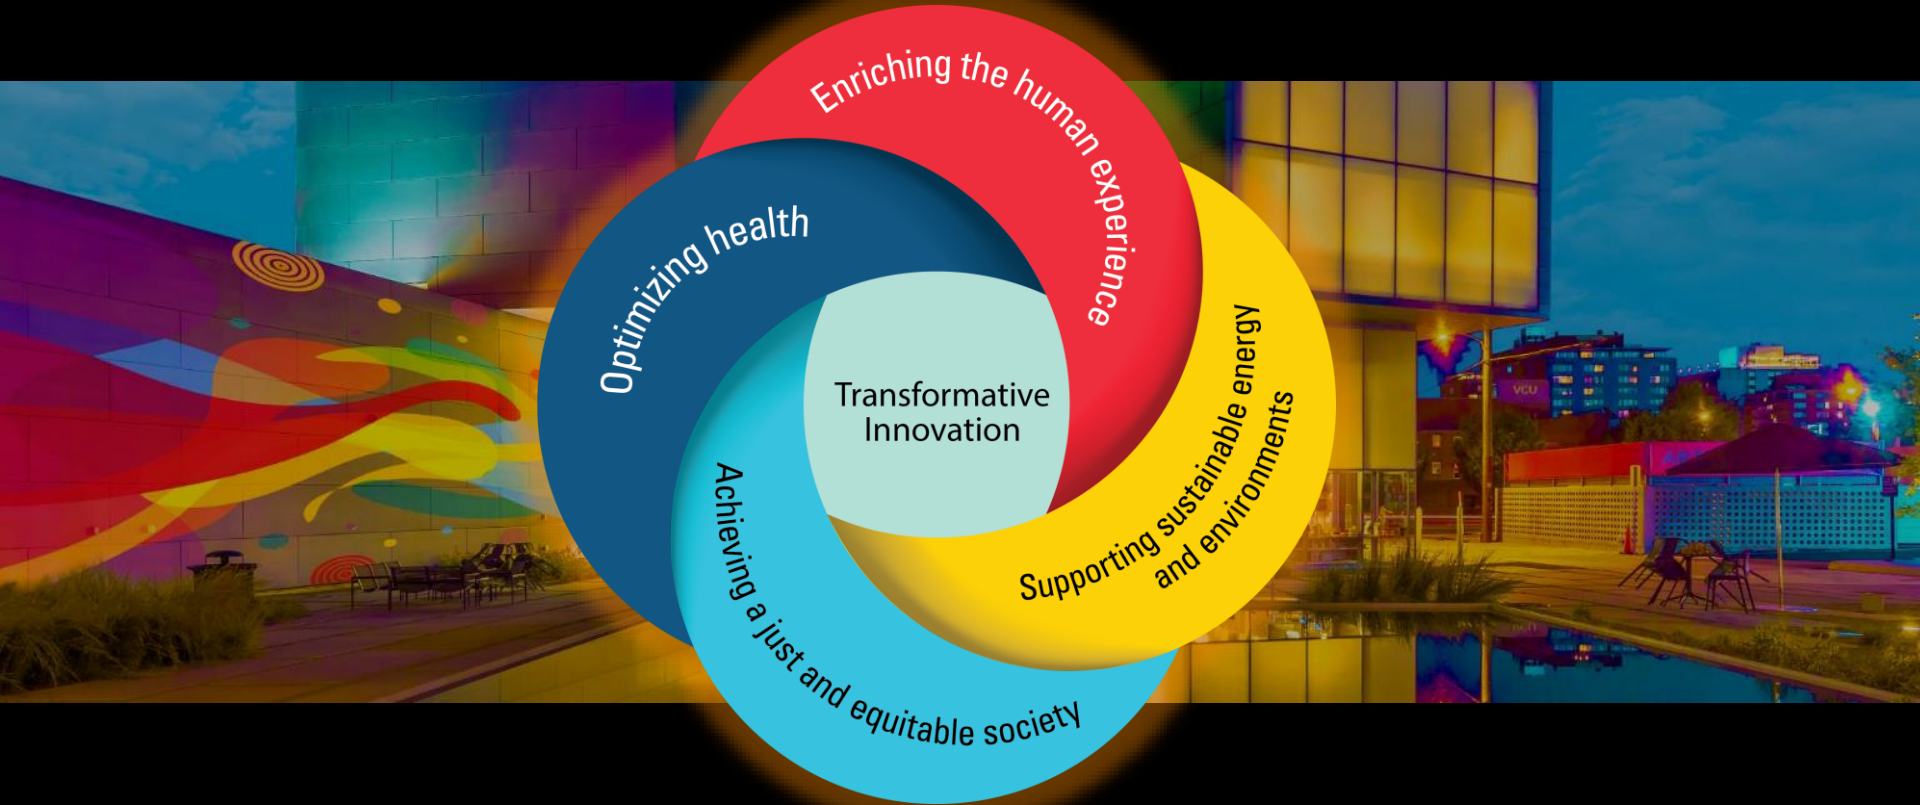 Enriching the human experience
Optimizing health
Transformative
Innovation
Supporting sustainable energy
and environments
Achieving a just and equitable society
VCU